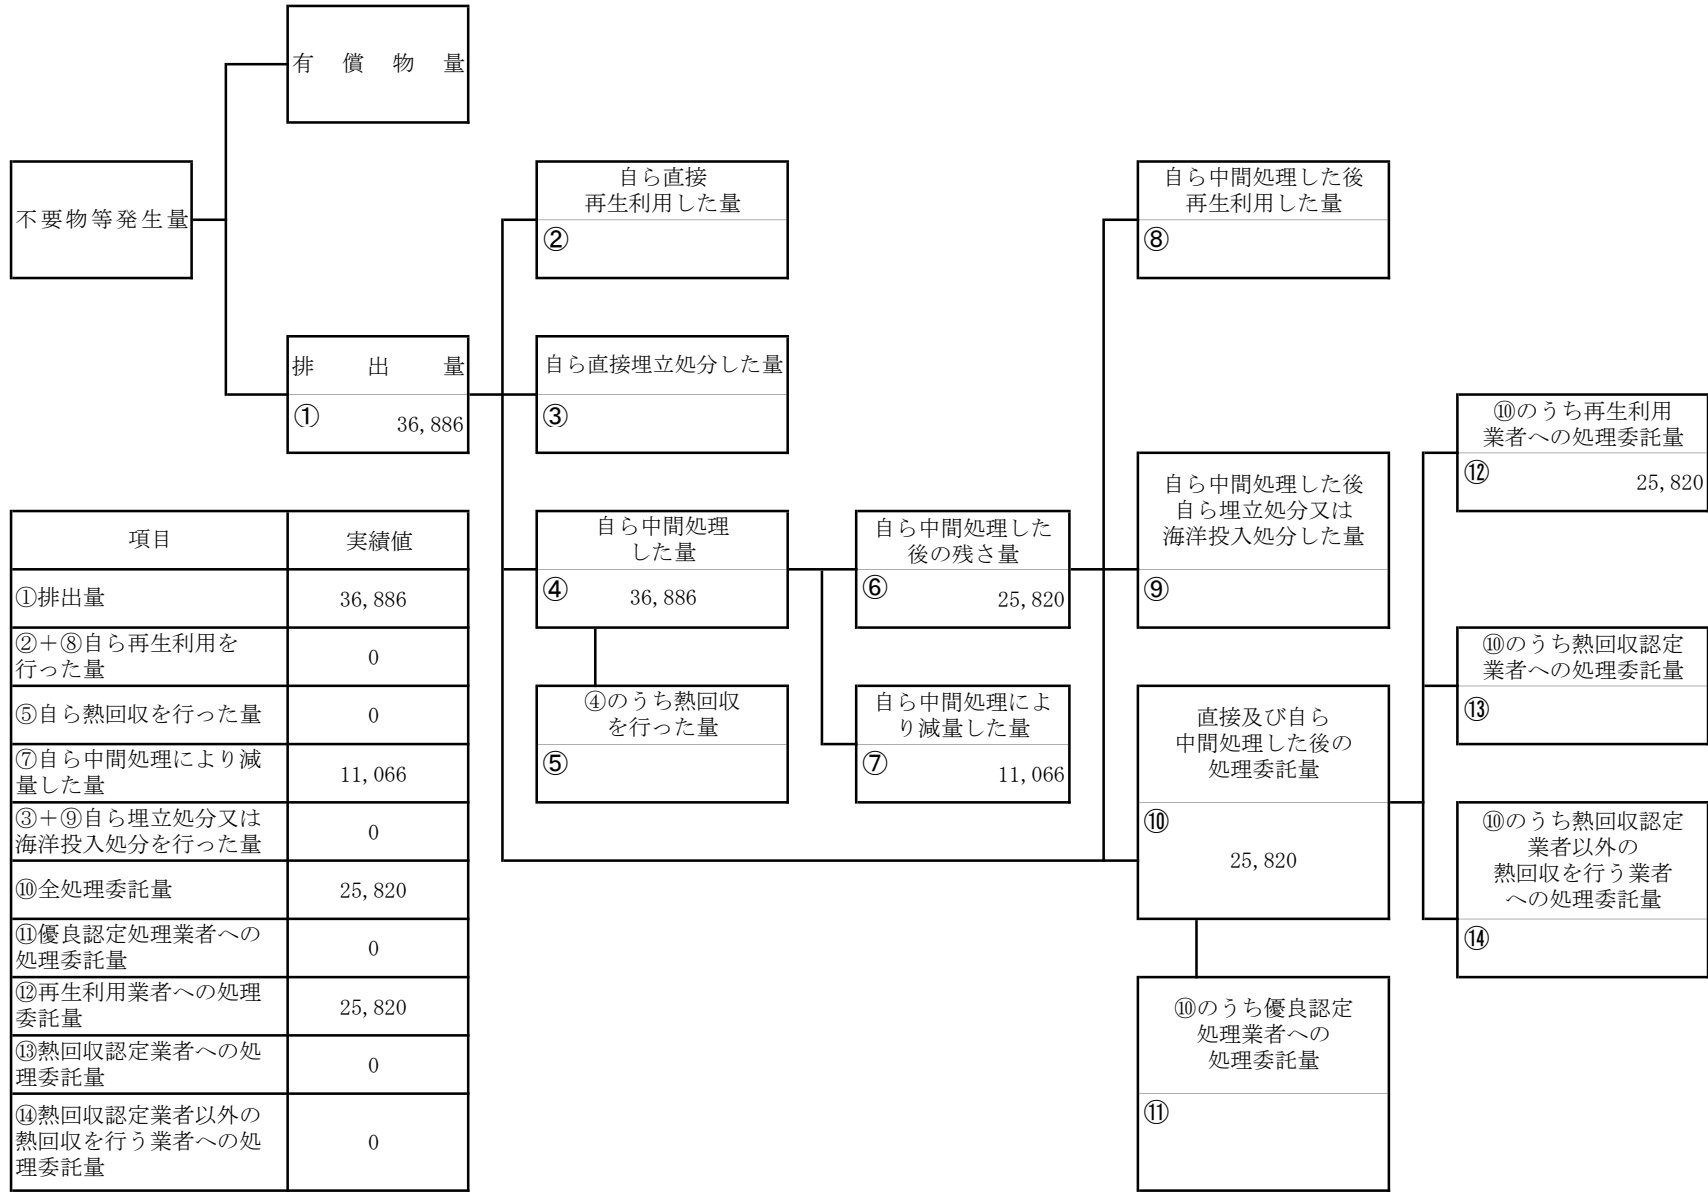 有償物量
不要物等発生量
排出量
①
36,886
自ら直接
再生利用した量
②
自ら直接埋立処分した量
③
自ら中間処理
した量
④
36,886
④のうち熱回収
を行った量
⑤
自ら中間処理した
後の残さ量
⑥
25,820
自ら中間処理によ
り減量した量
⑦
11,066
自ら中間処理した後
再生利用した量
⑧
自ら中間処理した後
自ら埋立処分又は
海洋投入処分した量
⑨
直接及び自ら
中間処理した後の
処理委託量
⑩
25,820
⑩のうち優良認定
処理業者への
処理委託量
⑪
⑩のうち再生利用
業者への処理委託量
⑫
25,820
⑩のうち熱回収認定
業者への処理委託量
⑬
⑩のうち熱回収認定
業者以外の
熱回収を行う業者
への処理委託量
⑭
項目 実績値
①排出量 36,886
②+⑧自ら再生利用を
行った量
0
⑤自ら熱回収を行った量 0
⑦自ら中間処理により減
量した量
11,066
③+⑨自ら埋立処分又は
海洋投入処分を行った量
0
⑩全処理委託量 25,820
⑪優良認定処理業者への
処理委託量
0
⑫再生利用業者への処理
委託量
25,820
⑬熱回収認定業者への処
理委託量
0
⑭熱回収認定業者以外の
熱回収を行う業者への処
理委託量
0